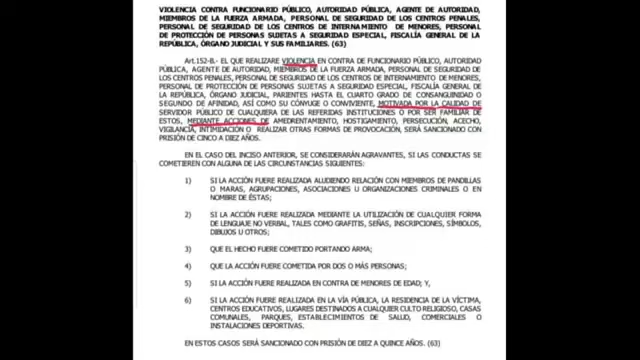 VIOLENCIA CONTRA FUNCIONARIO PÚBLICO, AUTORIDAD PÚBLICA, AGENTE DE AUTORIDAD,
MIEMBROS DE LA FUERZA ARMADA, PERSONAL DE SEGURIDAD DE LOS CENTROS PENALES,
PERSONAL DE SEGURIDAD DE LOS CENTROS DE INTERNAMIENTO DE MENORES, PERSONAL
DE PROTECCIÓN DE PERSONAS SUJETAS A SEGURIDAD ESPECIAL, FISCALÍA GENERAL DE LA
REPÚBLICA, ÓRGANO JUDICIAL Y SUS FAMILIARES. (63)
Art.152-B.- EL QUE REALIZARE VIOLENCIA EN CONTRA DE FUNCIONARIO PÚBLICO, AUTORIDAD
PÚBLICA, AGENTE DE AUTORIDAD, MIEMBROS DE LA FUERZA ARMADA, PERSONAL DE SEGURIDAD DE
LOS CENTROS PENALES, PERSONAL DE SEGURIDAD DE LOS CENTROS DE INTERNAMIENTO DE MENORES,
PERSONAL DE PROTECCIÓN DE PERSONAS SUJETAS A SEGURIDAD ESPECIAL, FISCALÍA GENERAL DE
LA REPÚBLICA, ÓRGANO JUDICIAL, PARIENTES HASTA EL CUARTO GRADO DE CONSANGUINIDAD O
SEGUNDO DE AFINIDAD, ASÍ COMO SU CÓNYUGE O CONVIVIENTE, MOTIVADA POR LA CALIDAD DE
SERVIDOR PÚBLICO DE CUALQUIERA DE LAS REFERIDAS INSTITUCIONES O POR SER FAMILIAR DE
ESTOS, MEDIANTE ACCIONES DE AMEDRENTAMIENTO, HOSTIGAMIENTO, PERSECUCIÓN, ACECHO,
VIGILANCIA, INTIMIDACIÓN O REALIZAR OTRAS FORMAS DE PROVOCACIÓN, SERÁ SANCIONADO CON
PRISIÓN DE CINCO A DIEZ AÑOS.
EN EL CASO DEL INCISO ANTERIOR, SE CONSIDERARÁN AGRAVANTES, SI LAS CONDUCTAS SE
COMETIEREN CON ALGUNA DE LAS CIRCUNSTANCIAS SIGUIENTES:
1) SI LA ACCIÓN FUERE REALIZADA ALUDIENDO RELACIÓN CON MIEMBROS DE PANDILLAS
O MARAS, AGRUPACIONES, ASOCIACIONES U ORGANIZACIONES CRIMINALES O EN
NOMBRE DE ÉSTAS;
2) SI LA ACCIÓN FUERE REALIZADA MEDIANTE LA UTILIZACIÓN DE CUALQUIER FORMA
DE LENGUAJE NO VERBAL, TALES COMO GRAFITIS, SEÑAS, INSCRIPCIONES, SÍMBOLOS,
DIBUJOS U OTROS;
3) QUE EL HECHO FUERE COMETIDO PORTANDO ARMA;
4) QUE LA ACCIÓN FUERE COMETIDA POR DOS O MÁS PERSONAS;
5) SI LA ACCIÓN FUERE REALIZADA EN CONTRA DE MENORES DE EDAD; Y,
6) SI LA ACCIÓN FUERE REALIZADA EN LA VÍA PÚBLICA, LA RESIDENCIA DE LA VÍCTIMA,
CENTROS EDUCATIVOS, LUGARES DESTINADOS A CUALQUIER CULTO RELIGIOSO, CASAS
COMUNALES, PARQUES, ESTABLECIMIENTOS DE SALUD, COMERCIALES O
INSTALACIONES DEPORTIVAS.
EN ESTOS CASOS SERÁ SANCIONADO CON PRISIÓN DE DIEZ A QUINCE AÑOS. (63)